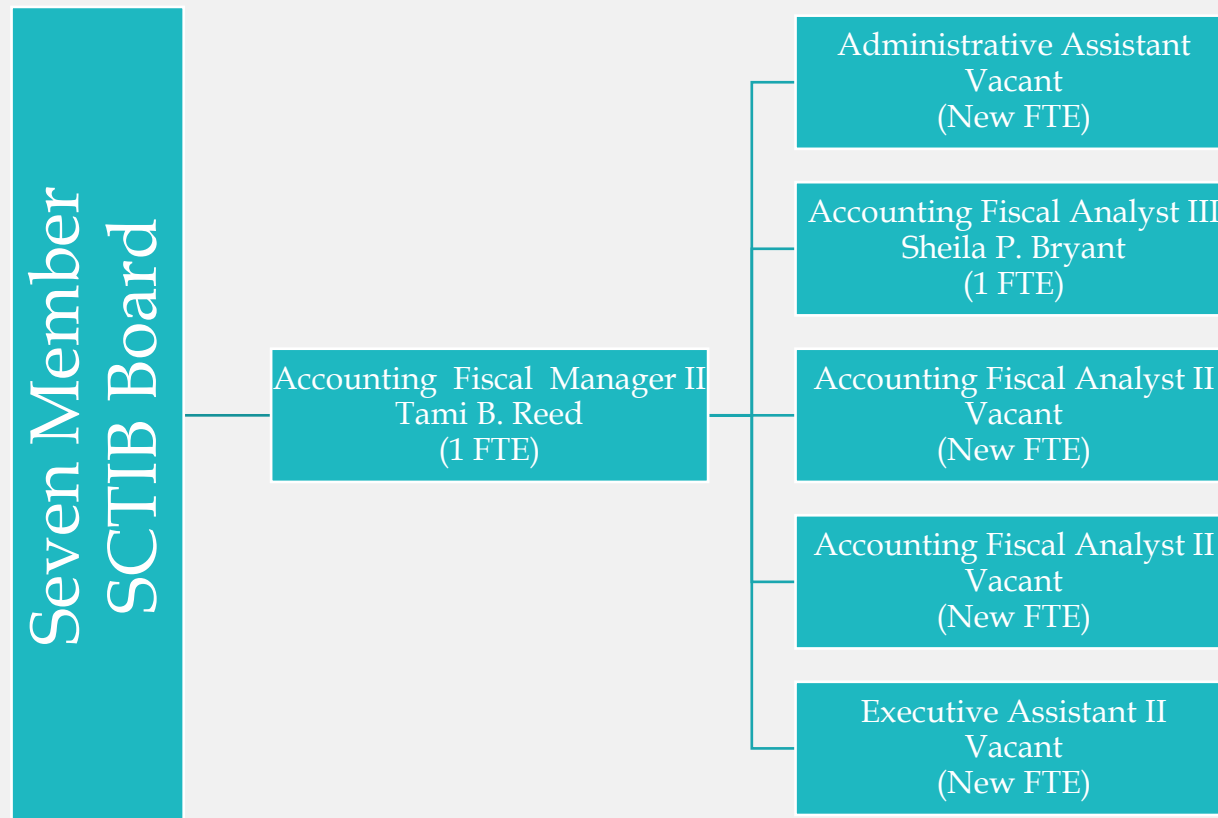 Seven Member
SCTIB Board
Accounting Fiscal Manager II
Tami B. Reed
(1 FTE)
Administrative Assistant
Vacant
(New FTE)
Accounting Fiscal Analyst III
Sheila P. Bryant
(1 FTE)
Accounting Fiscal Analyst II
Vacant
(New FTE)
Accounting Fiscal Analyst II
Vacant
(New FTE)
Executive Assistant II
Vacant
(New FTE)